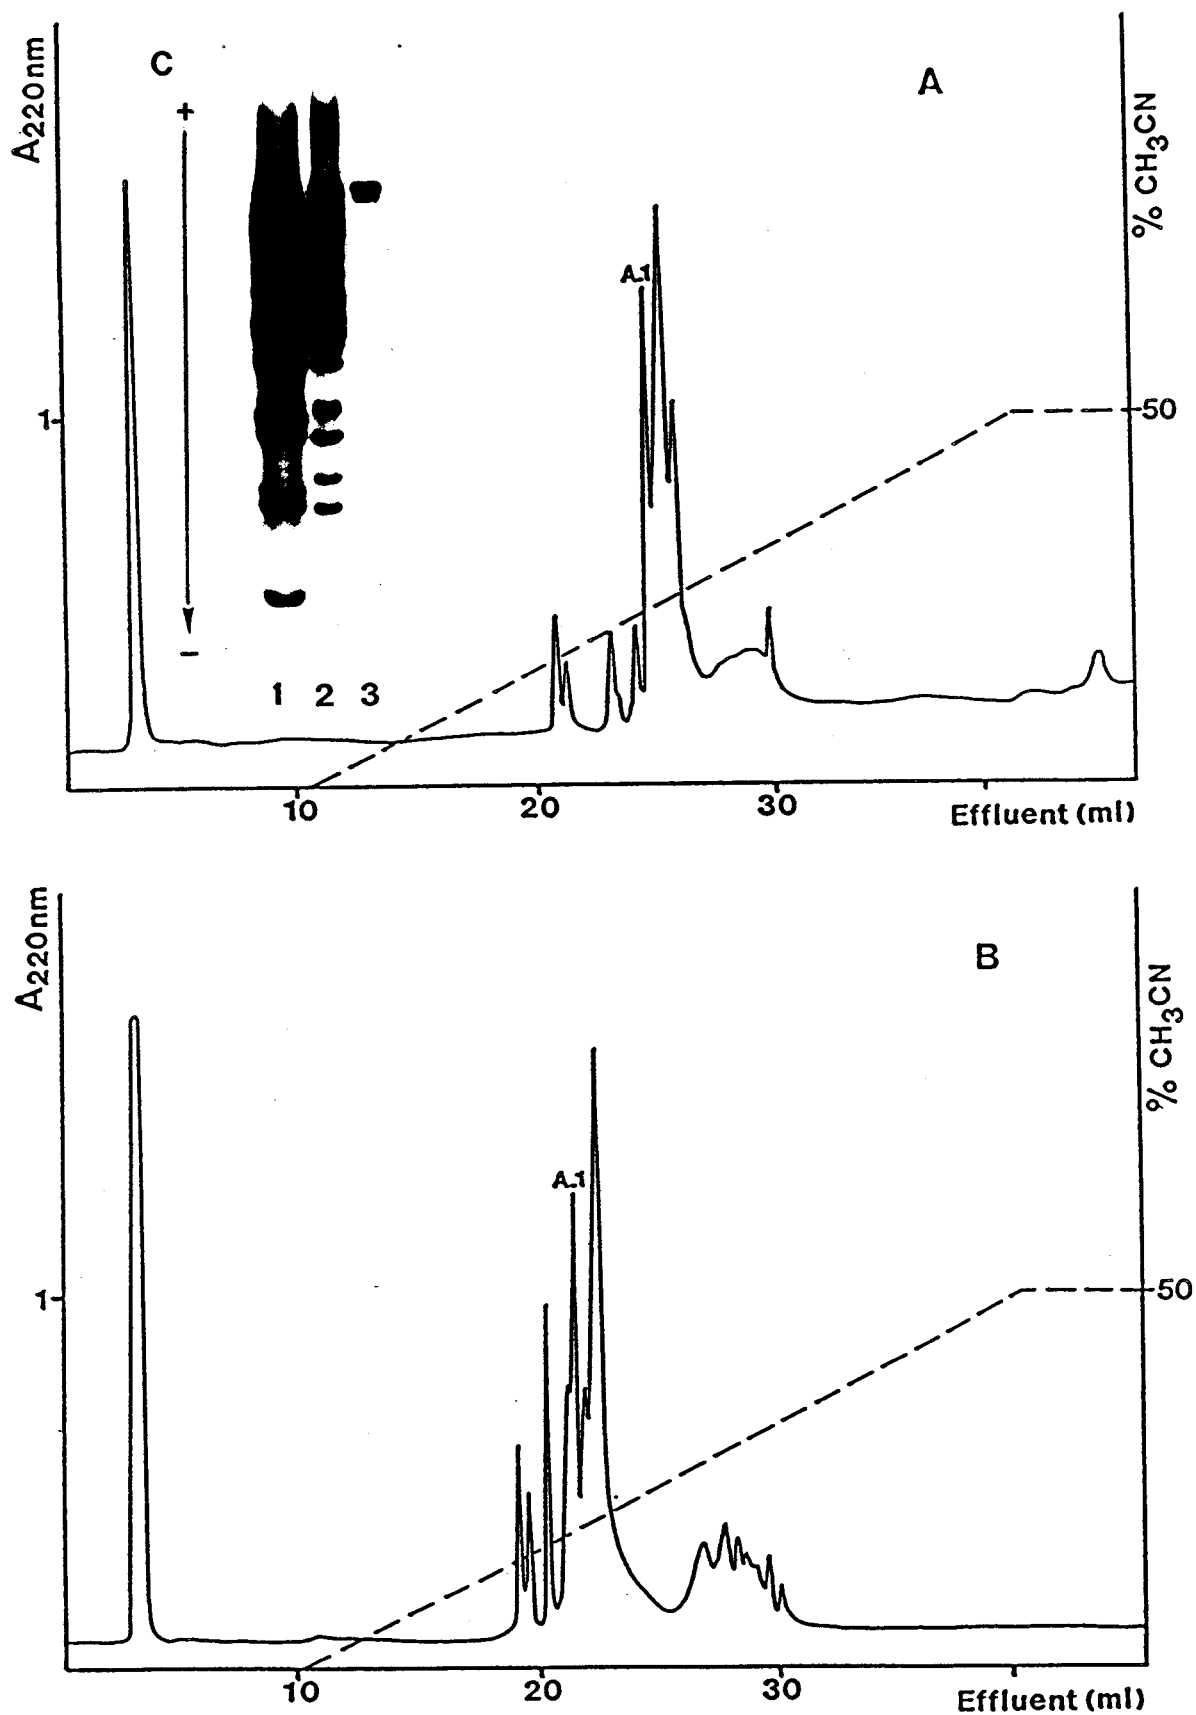 C
A
A220nm
+
% CH3CN
A.1
1
50
−
1 2 3
10 20 30
Effluent (ml)
B
A220nm
% CH3CN
A.1
1
50
10 20 30
Effluent (ml)